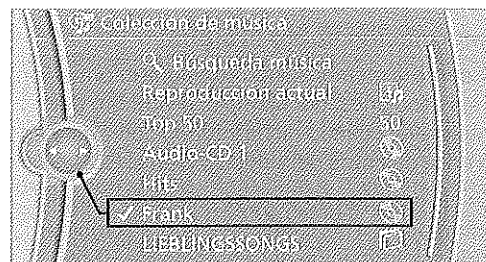 Colección de música
Búsqueda música
Reproducción actual
Top 50 50
Audio-CD 1
Hits
Frank
LIEBLINGSSONGS